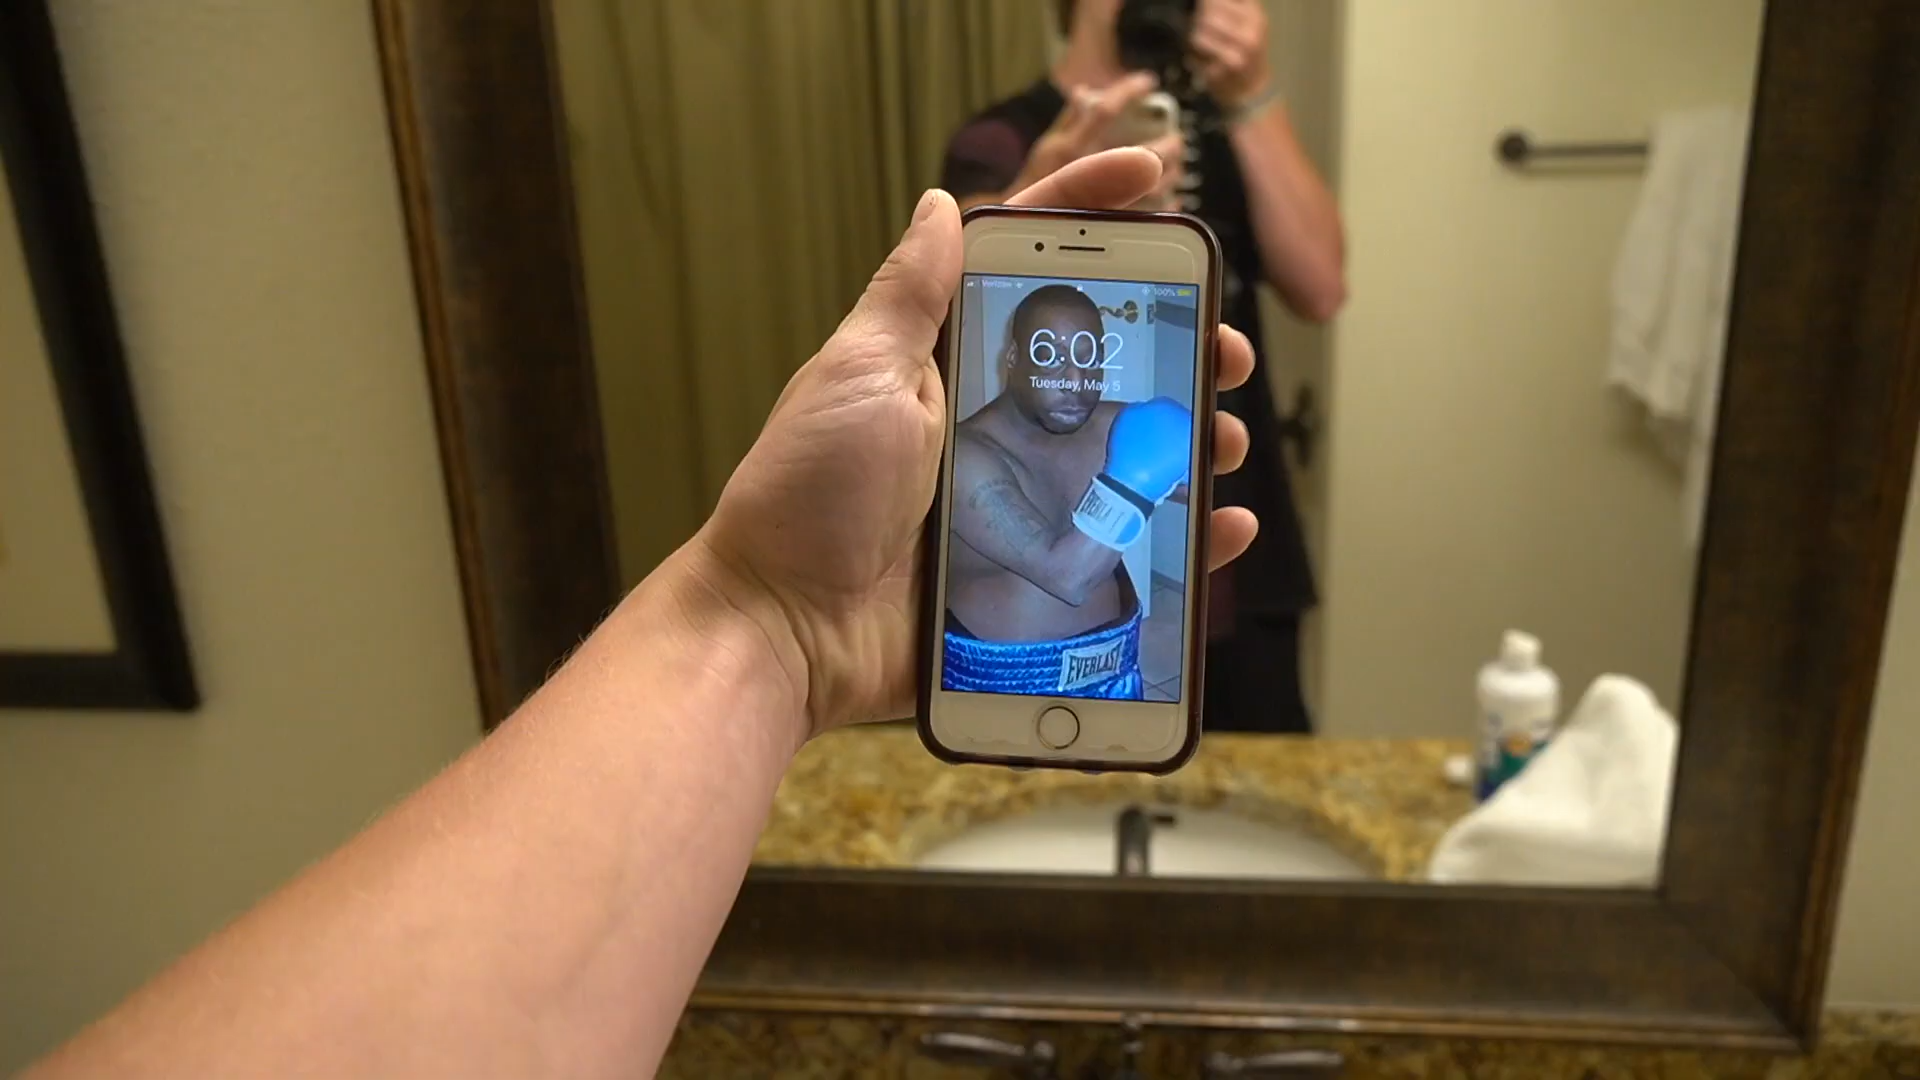 Verizon 100%
6:02
Tuesday, May 5
EVERLAST
EVERLAST